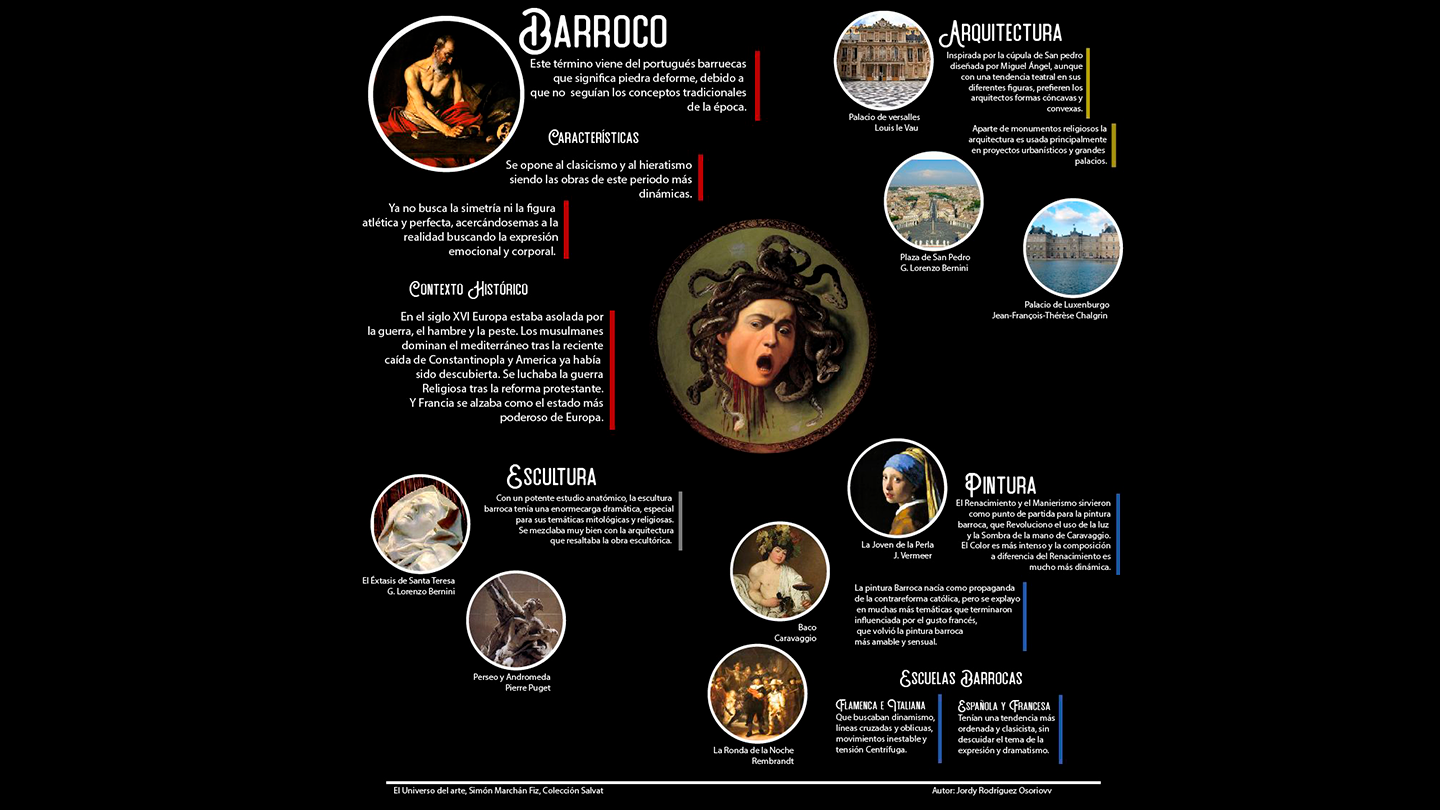 BARROCO
Este término viene del portugués barruecas
que significa piedra deforme, debido a
que no seguían los conceptos tradicionales
de la época.
CARACTERÍSTICAS
Se opone al clasicismo y al hieratismo
siendo las obras de este periodo más
dinámicas.
Ya no busca la simetría ni la figura
atlética y perfecta, acercándosemas a la
realidad buscando la expresión
emocional y corporal.
CONTEXTO HISTÓRICO
En el siglo XVI Europa estaba asolada por
la guerra, el hambre y la peste. Los musulmanes
dominan el mediterráneo tras la reciente
caída de Constantinopla y America ya había
sido descubierta. Se luchaba la guerra
Religiosa tras la reforma protestante.
Y Francia se alzaba como el estado más
poderoso de Europa.
ESCULTURA
Con un potente estudio anatómico, la escultura
barroca tenía una enormecarga dramática, especial
para sus temáticas mitológicas y religiosas.
Se mezclaba muy bien con la arquitectura
que resaltaba la obra escultórica.
El Éxtasis de Santa Teresa
G. Lorenzo Bernini
Perseo y Andromeda
Pierre Puget
ARQUITECTURA
Inspirada por la cúpula de San pedro
diseñada por Miguel Ángel, aunque
con una tendencia teatral en sus
diferentes figuras, prefieren los
arquitectos formas cóncavas y
convexas.
Palacio de versalles
Louis le Vau
Aparte de monumentos religiosos la
arquitectura es usada principalmente
en proyectos urbanísticos y grandes
palacios.
Plaza de San Pedro
G. Lorenzo Bernini
Palacio de Luxenburgo
Jean-François-Thérèse Chalgrin
PINTURA
El Renacimiento y el Manierismo sirvieron
como punto de partida para la pintura
barroca, que Revoluciono el uso de la luz
y la Sombra de la mano de Caravaggio.
El Color es más intenso y la composición
a diferencia del Renacimiento es
mucho más dinámica.
La Joven de la Perla
J. Vermeer
La pintura Barroca nacía como propaganda
de la contrareforma católica, pero se explayo
en muchas más temáticas que terminaron
influenciada por el gusto francés,
que volvió la pintura barroca
más amable y sensual.
Baco
Caravaggio
La Ronda de la Noche
Rembrandt
ESCUELAS BARROCAS
FLAMENCA E ITALIANA
Que buscaban dinamismo,
líneas cruzadas y oblicuas,
movimientos inestable y
tensión Centrífuga.
ESPAÑOLA Y FRANCESA
Tenían una tendencia más
ordenada y clasicista, sin
descuidar el tema de la
expresión y dramatismo.
El Universo del arte, Simón Marchán Fiz, Colección Salvat
Autor: Jordy Rodríguez Osoriovv